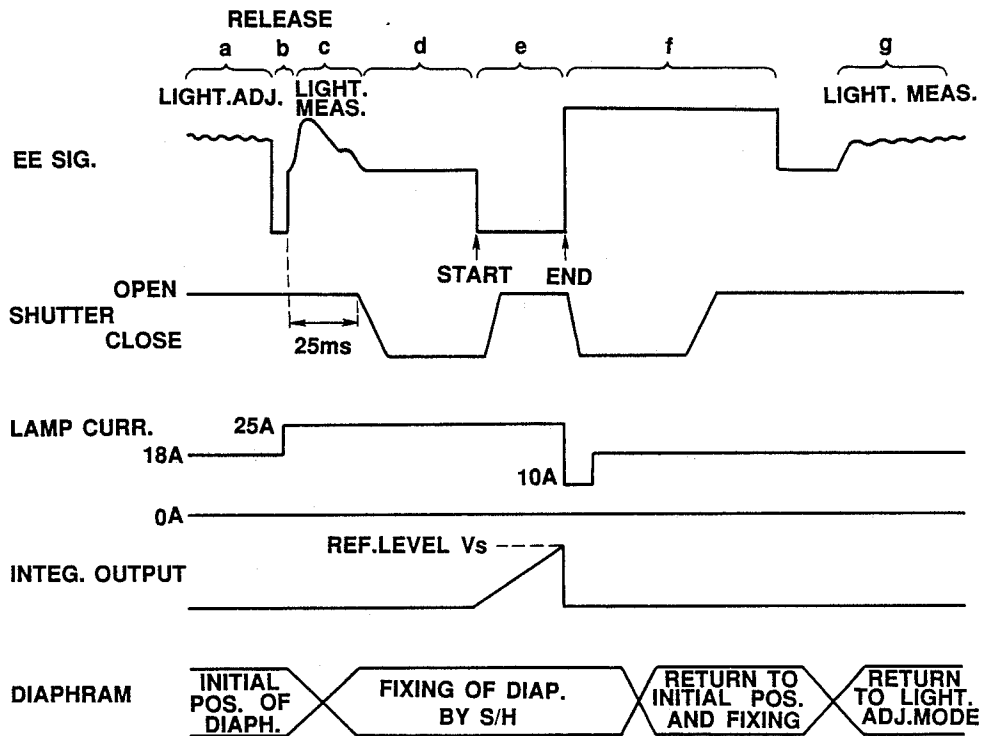 RELEASE
a b c d e f g
LIGHT.ADJ.
LIGHT.
MEAS.
LIGHT. MEAS.
EE SIG.
START END
OPEN
SHUTTER
CLOSE
25ms
LAMP CURR.
25A
18A
10A
0A
REF.LEVEL Vs
INTEG. OUTPUT
DIAPHRAM
INITIAL
POS. OF
DIAPH.
FIXING OF DIAP.
BY S/H
RETURN TO
INITIAL POS.
AND FIXING
RETURN
TO LIGHT.
ADJ.MODE